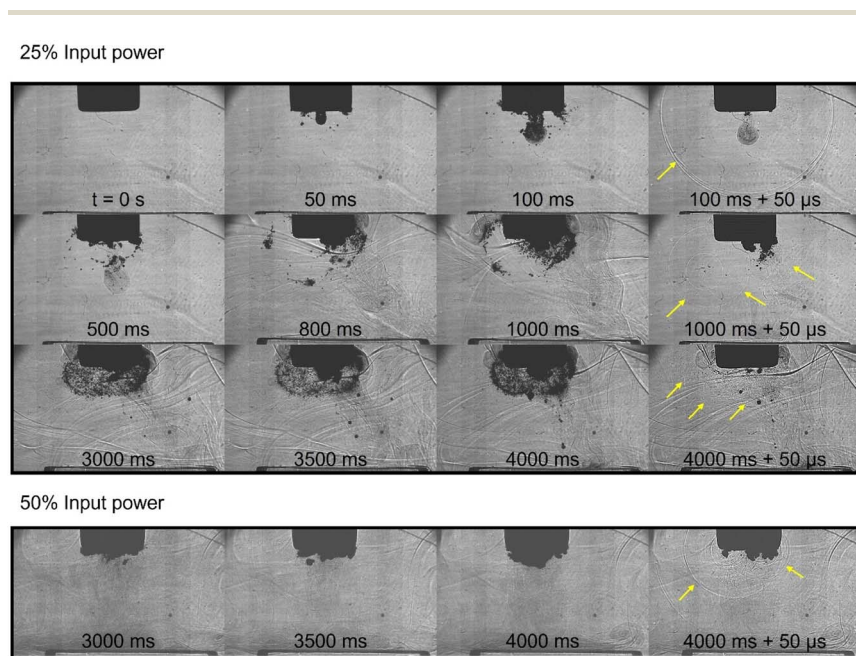 25% Input power
t = 0 s
50 ms
100 ms
100 ms + 50 µs
500 ms
800 ms
1000 ms
1000 ms + 50 µs
3000 ms
3500 ms
4000 ms
4000 ms + 50 µs
50% Input power
3000 ms
3500 ms
4000 ms
4000 ms + 50 µs